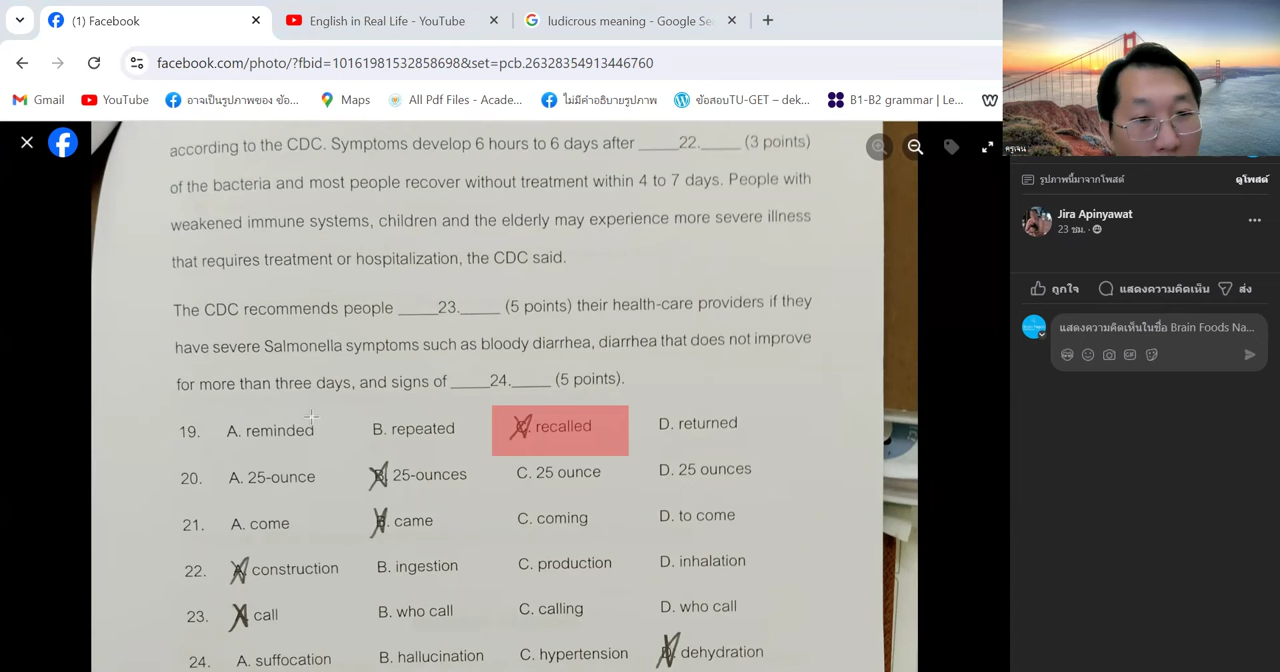 (1) Facebook
English in Real Life - YouTube
ludicrous meaning - Google Se
facebook.com/photo/?fbid=10161981532858698&set=pcb.26328354913446760
Gmail
YouTube
อาจเป็นรูปภาพของ ข้อ...
Maps
All Pdf Files - Acade...
ไม่มีคำอธิบายรูปภาพ
ข้อสอบTU-GET – dek...
B1-B2 grammar | Le...
ครูเจน
according to the CDC. Symptoms develop 6 hours to 6 days after _____22._____ (3 points)
of the bacteria and most people recover without treatment within 4 to 7 days. People with
weakened immune systems, children and the elderly may experience more severe illness
that requires treatment or hospitalization, the CDC said.
The CDC recommends people _____23._____ (5 points) their health-care providers if they
have severe Salmonella symptoms such as bloody diarrhea, diarrhea that does not improve
for more than three days, and signs of _____24._____ (5 points).
19. A. reminded B. repeated C. recalled D. returned
20. A. 25-ounce B. 25-ounces C. 25 ounce D. 25 ounces
21. A. come B. came C. coming D. to come
22. A. construction B. ingestion C. production D. inhalation
23. A. call B. who call C. calling D. who call
24. A. suffocation B. hallucination C. hypertension D. dehydration
รูปภาพนี้มาจากโพสต์
ดูโพสต์
Jira Apinyawat
23 ชม.
ถูกใจ
แสดงความคิดเห็น
ส่ง
แสดงความคิดเห็นในชื่อ Brain Foods Na...